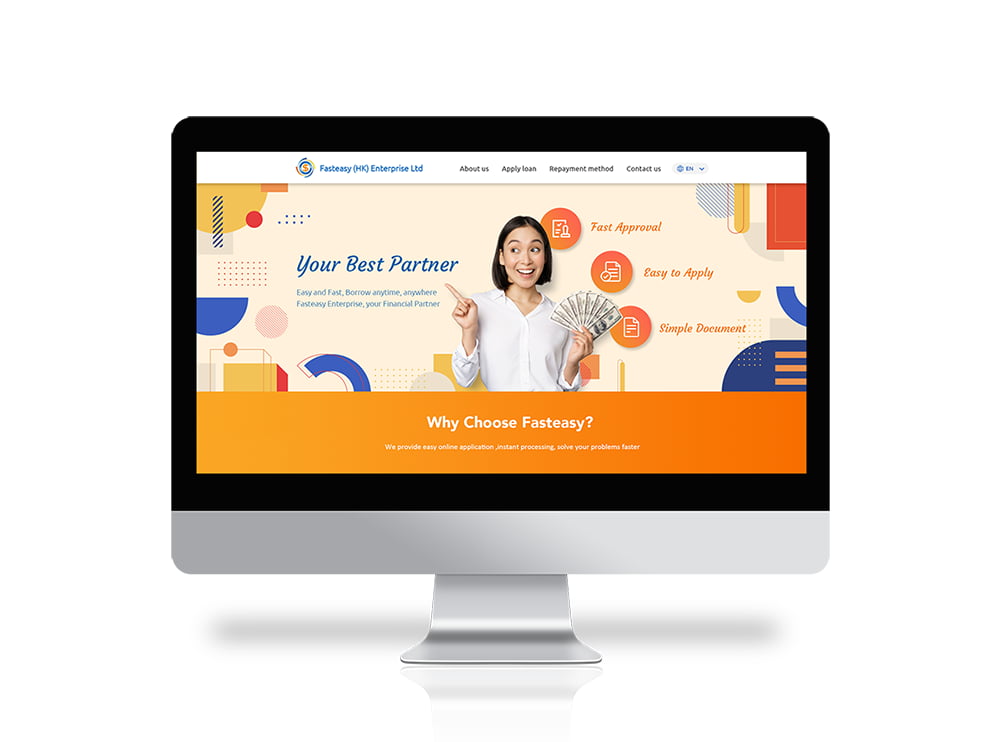 Fasteasy (HK) Enterprise Ltd
About us
Apply loan
Repayment method
Contact us
EN
Your Best Partner
Easy and Fast, Borrow anytime, anywhere
Fasteasy Enterprise, your Financial Partner
Fast Approval
Easy to Apply
Simple Document
Why Choose Fasteasy?
We provide easy online application ,instant processing, solve your problems faster